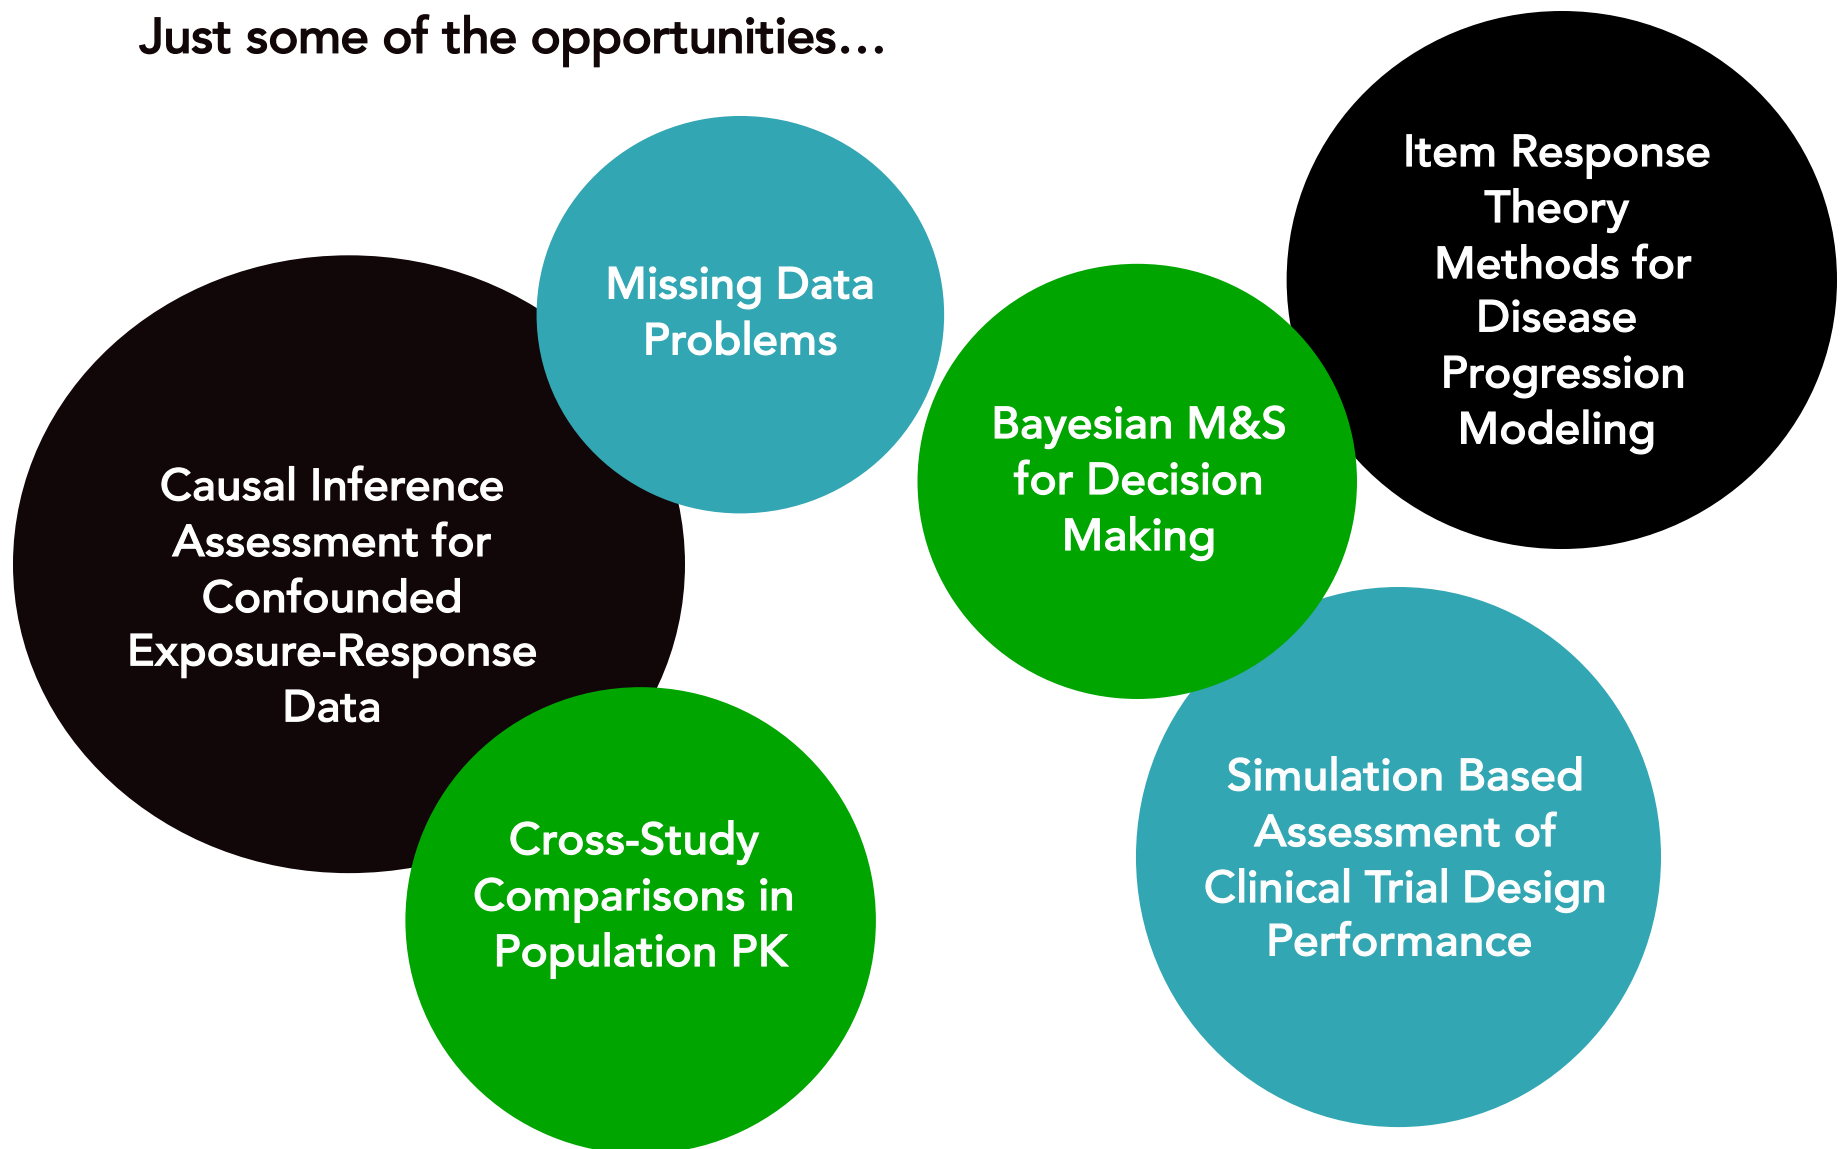 Just some of the opportunities…
Missing Data
Problems
Item Response
Theory
Methods for
Disease
Progression
Modeling
Bayesian M&S
for Decision
Making
Causal Inference
Assessment for
Confounded
Exposure-Response
Data
Cross-Study
Comparisons in
Population PK
Simulation Based
Assessment of
Clinical Trial Design
Performance